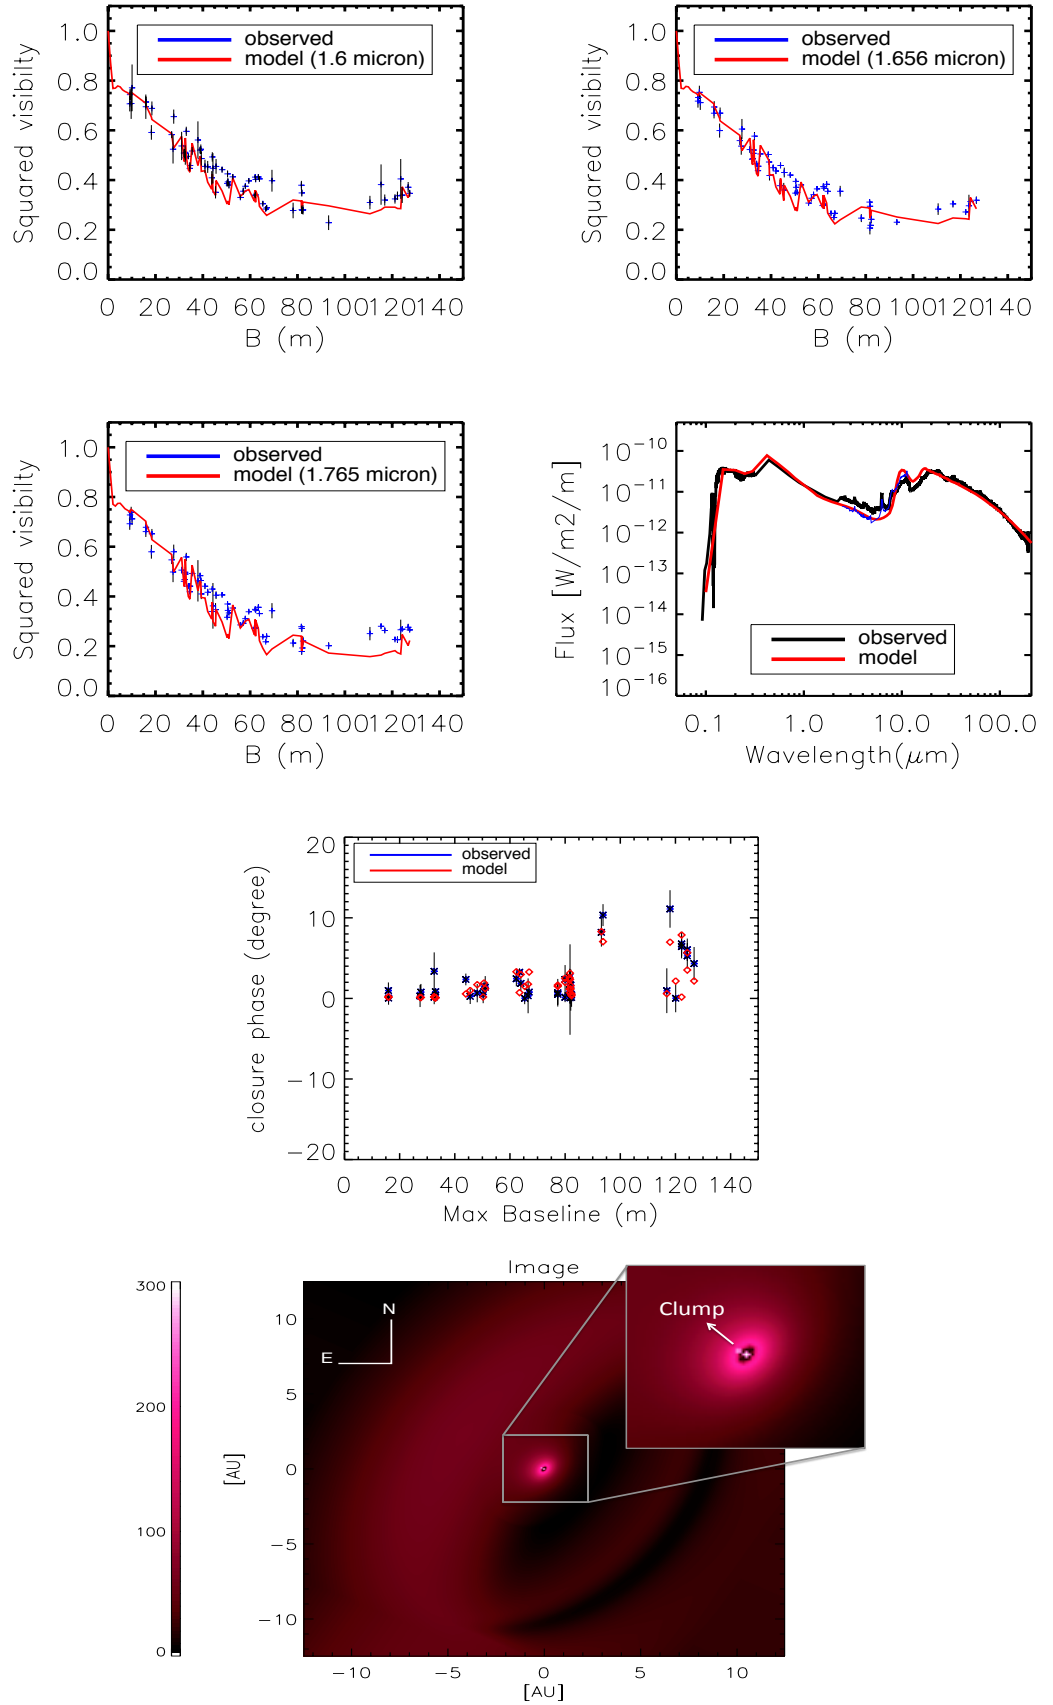 observed
model (1.6 micron)
Squared visibilty
1.0
0.8
0.6
0.4
0.2
0.0
0 20 40 60 80 100120140
B (m)
observed
model (1.656 micron)
Squared visibilty
1.0
0.8
0.6
0.4
0.2
0.0
0 20 40 60 80 100120140
B (m)
observed
model (1.765 micron)
Squared visibilty
1.0
0.8
0.6
0.4
0.2
0.0
0 20 40 60 80 100120140
B (m)
Flux [W/m2/m]
10⁻¹⁰
10⁻¹¹
10⁻¹²
10⁻¹³
10⁻¹⁴
10⁻¹⁵
10⁻¹⁶
observed
model
0.1 1.0 10.0 100.0
Wavelength(μm)
observed
model
closure phase (degree)
20
10
0
−10
−20
0 20 40 60 80 100 120 140
Max Baseline (m)
Image
300
200
100
0
[AU]
10
5
0
−5
−10
N
E
Clump
−10 −5 0 5 10
[AU]